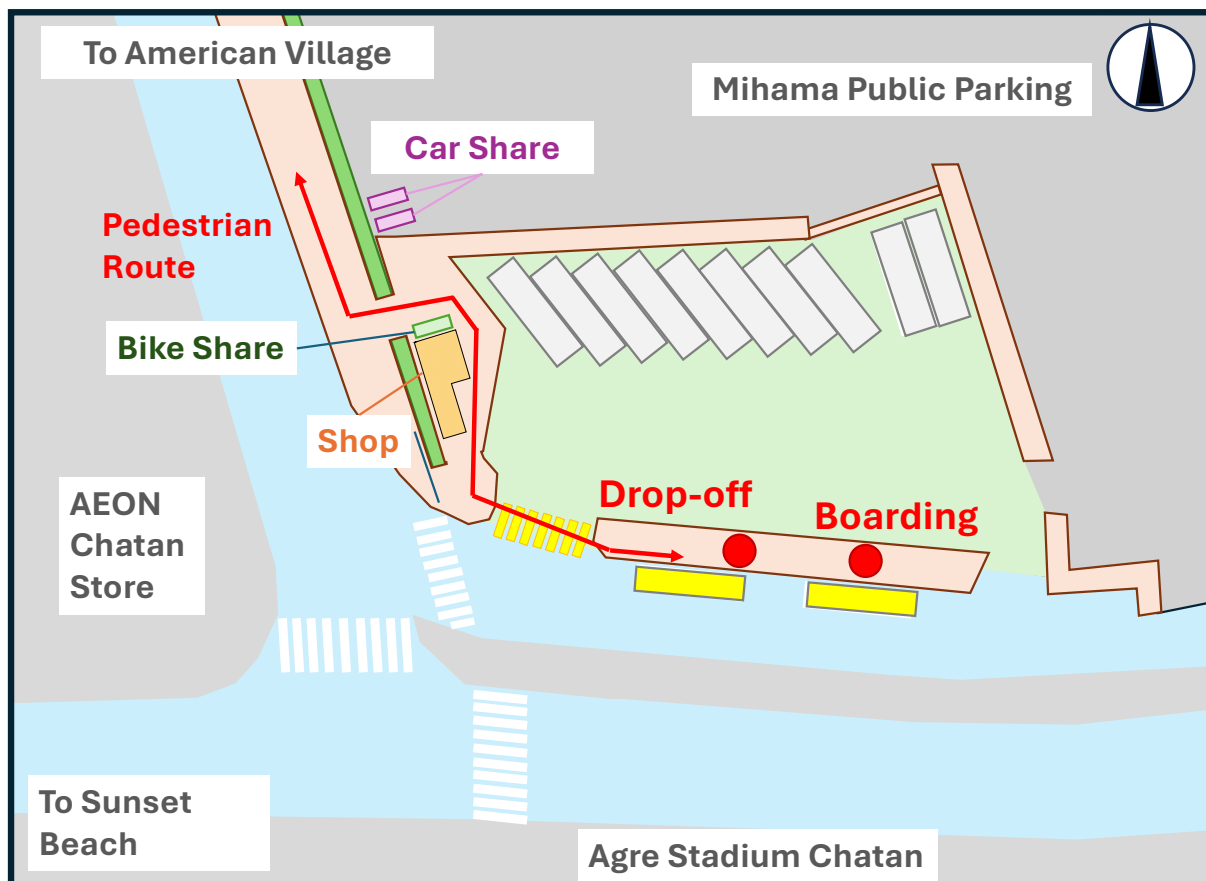 To American Village
Mihama Public Parking
Car Share
Pedestrian
Route
Bike Share
Shop
AEON
Chatan
Store
Drop-off
Boarding
To Sunset
Beach
Agre Stadium Chatan